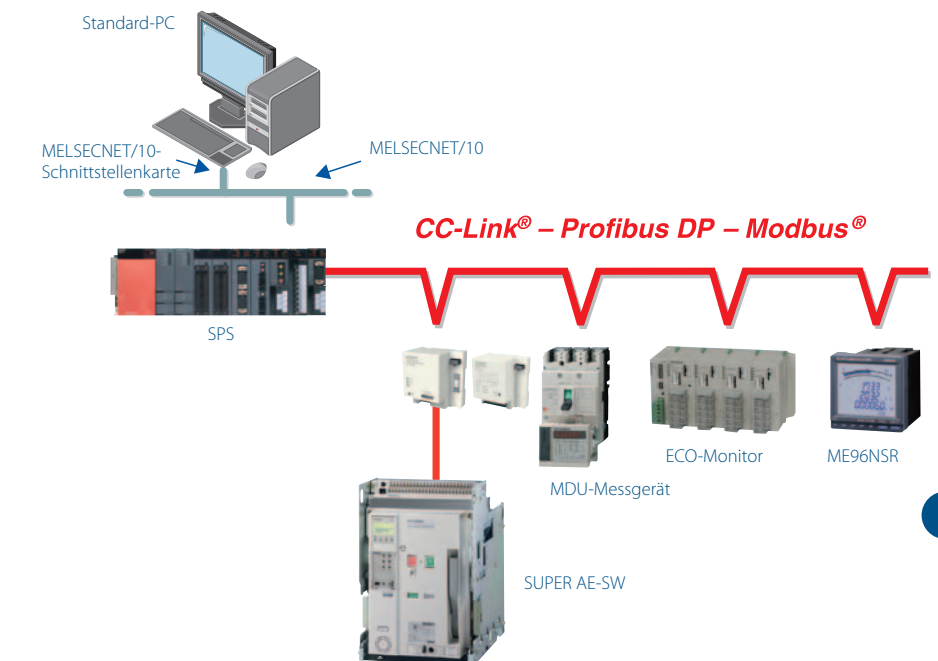 Standard-PC
MELSECNET/10-
Schnittstellenkarte
MELSECNET/10
CC-Link® – Profibus DP – Modbus®
SPS
ECO-Monitor
ME96NSR
MDU-Messgerät
SUPER AE-SW